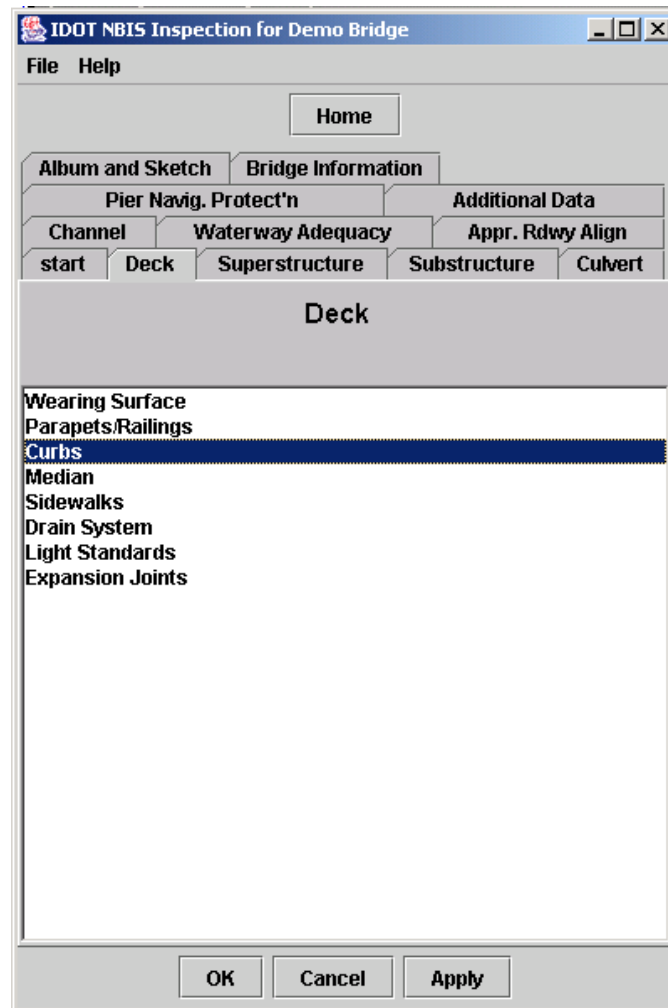 IDOT NBIS Inspection for Demo Bridge
File Help
Home
Album and Sketch Bridge Information
Pier Navig. Protect'n Additional Data
Channel Waterway Adequacy Appr. Rdwy Align
start Deck Superstructure Substructure Culvert
Deck
Wearing Surface
Parapets/Railings
Curbs
Median
Sidewalks
Drain System
Light Standards
Expansion Joints
OK Cancel Apply